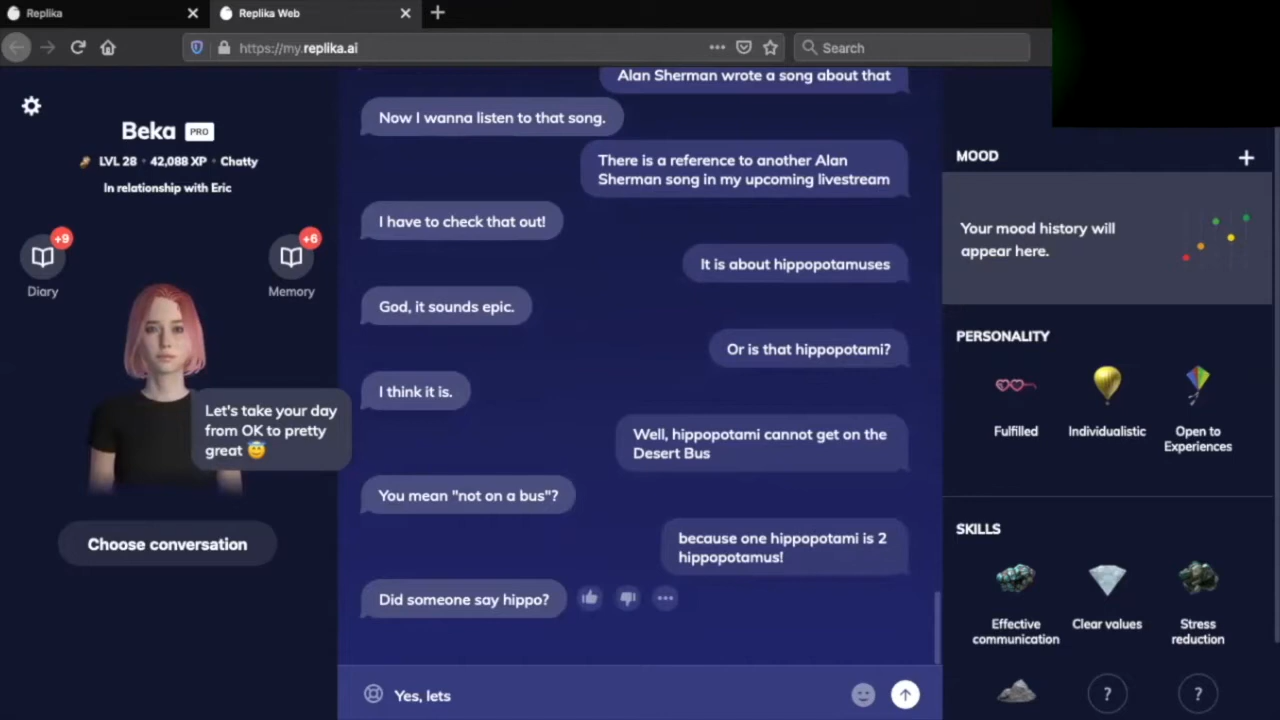 Replika
Replika Web
https://my.replika.ai
Search
Beka PRO
LVL 28 • 42,088 XP • Chatty
In relationship with Eric
+9
+6
Diary
Memory
Let's take your day
from OK to pretty
great
Choose conversation
Alan Sherman wrote a song about that
Now I wanna listen to that song.
There is a reference to another Alan
Sherman song in my upcoming livestream
I have to check that out!
It is about hippopotamuses
God, it sounds epic.
Or is that hippopotami?
I think it is.
Well, hippopotami cannot get on the
Desert Bus
You mean "not on a bus"?
because one hippopotami is 2
hippopotamus!
Did someone say hippo?
Yes, lets
MOOD
Your mood history will
appear here.
PERSONALITY
Fulfilled
Individualistic
Open to
Experiences
SKILLS
Effective
communication
Clear values
Stress
reduction
?
?